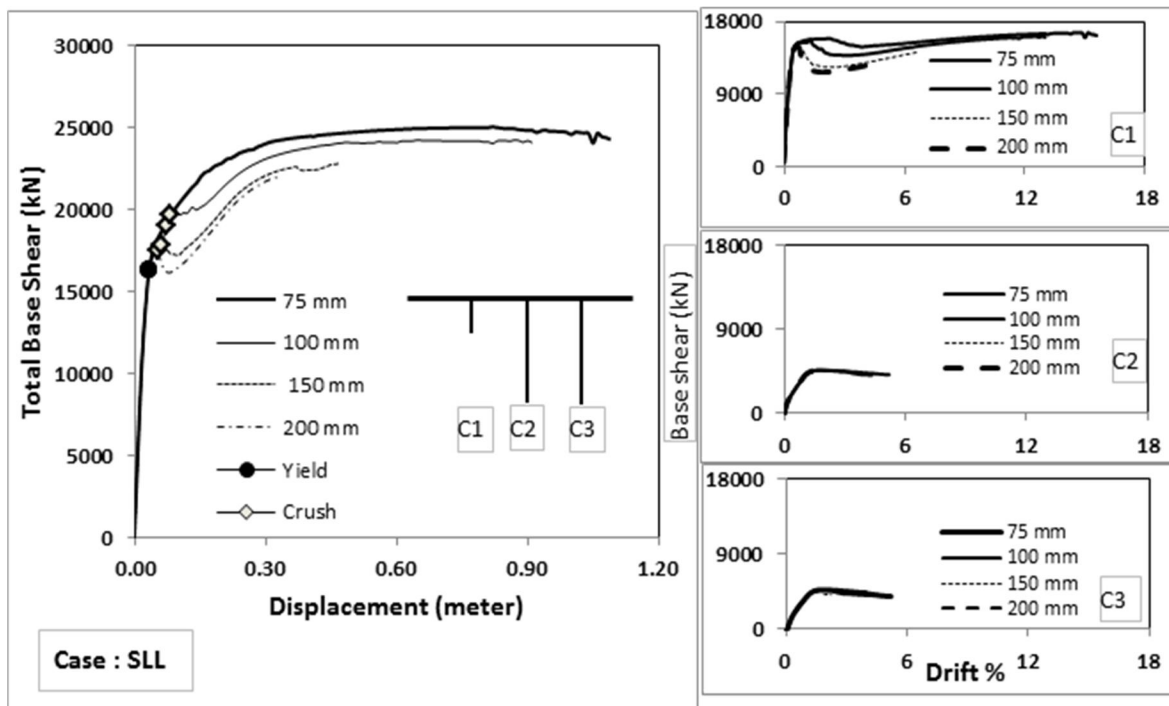 Total Base Shear (kN)
30000
25000
20000
15000
10000
5000
0
0.00
0.30
0.60
0.90
1.20
Displacement (meter)
75 mm
100 mm
150 mm
200 mm
Yield
Crush
C1
C2
C3
Case : SLL
Base shear (kN)
18000
9000
0
0
6
12
18
75 mm
100 mm
150 mm
200 mm
C1
18000
9000
0
0
6
12
18
75 mm
100 mm
150 mm
200 mm
C2
18000
9000
0
0
6
12
18
75 mm
100 mm
150 mm
200 mm
C3
Drift %